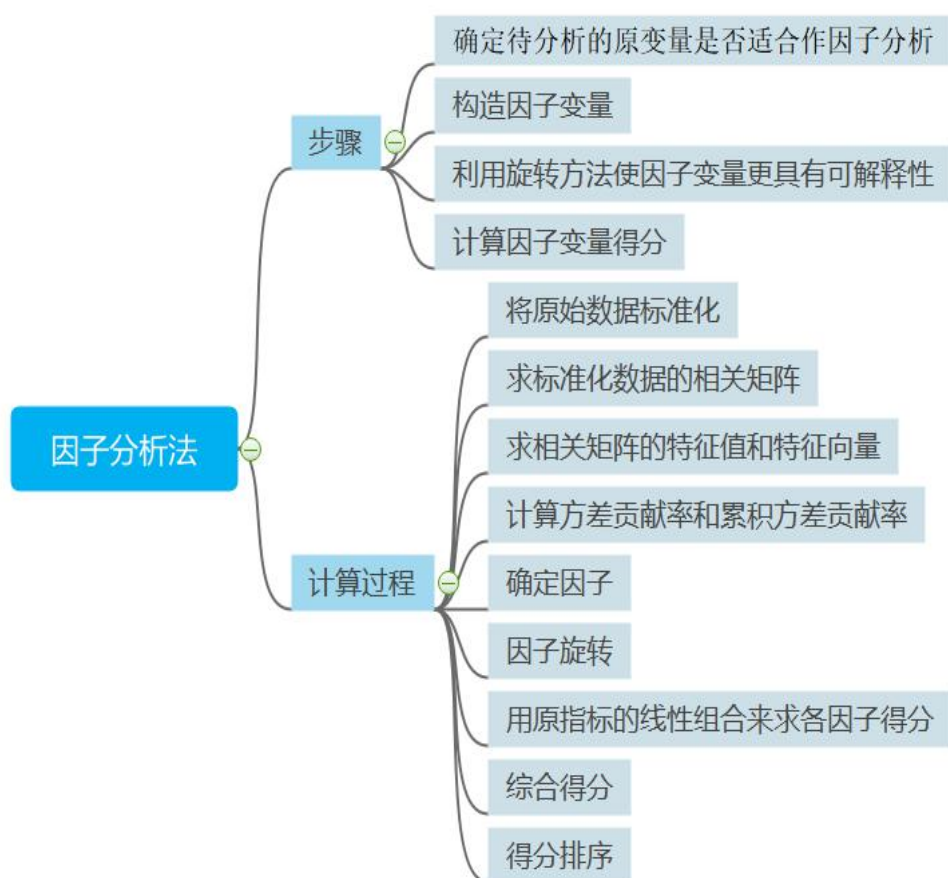 确定待分析的原变量是否适合作因子分析
构造因子变量
步骤
利用旋转方法使因子变量更具有可解释性
计算因子变量得分
将原始数据标准化
求标准化数据的相关矩阵
因子分析法
求相关矩阵的特征值和特征向量
计算方差贡献率和累积方差贡献率
计算过程
确定因子
因子旋转
用原指标的线性组合来求各因子得分
综合得分
得分排序